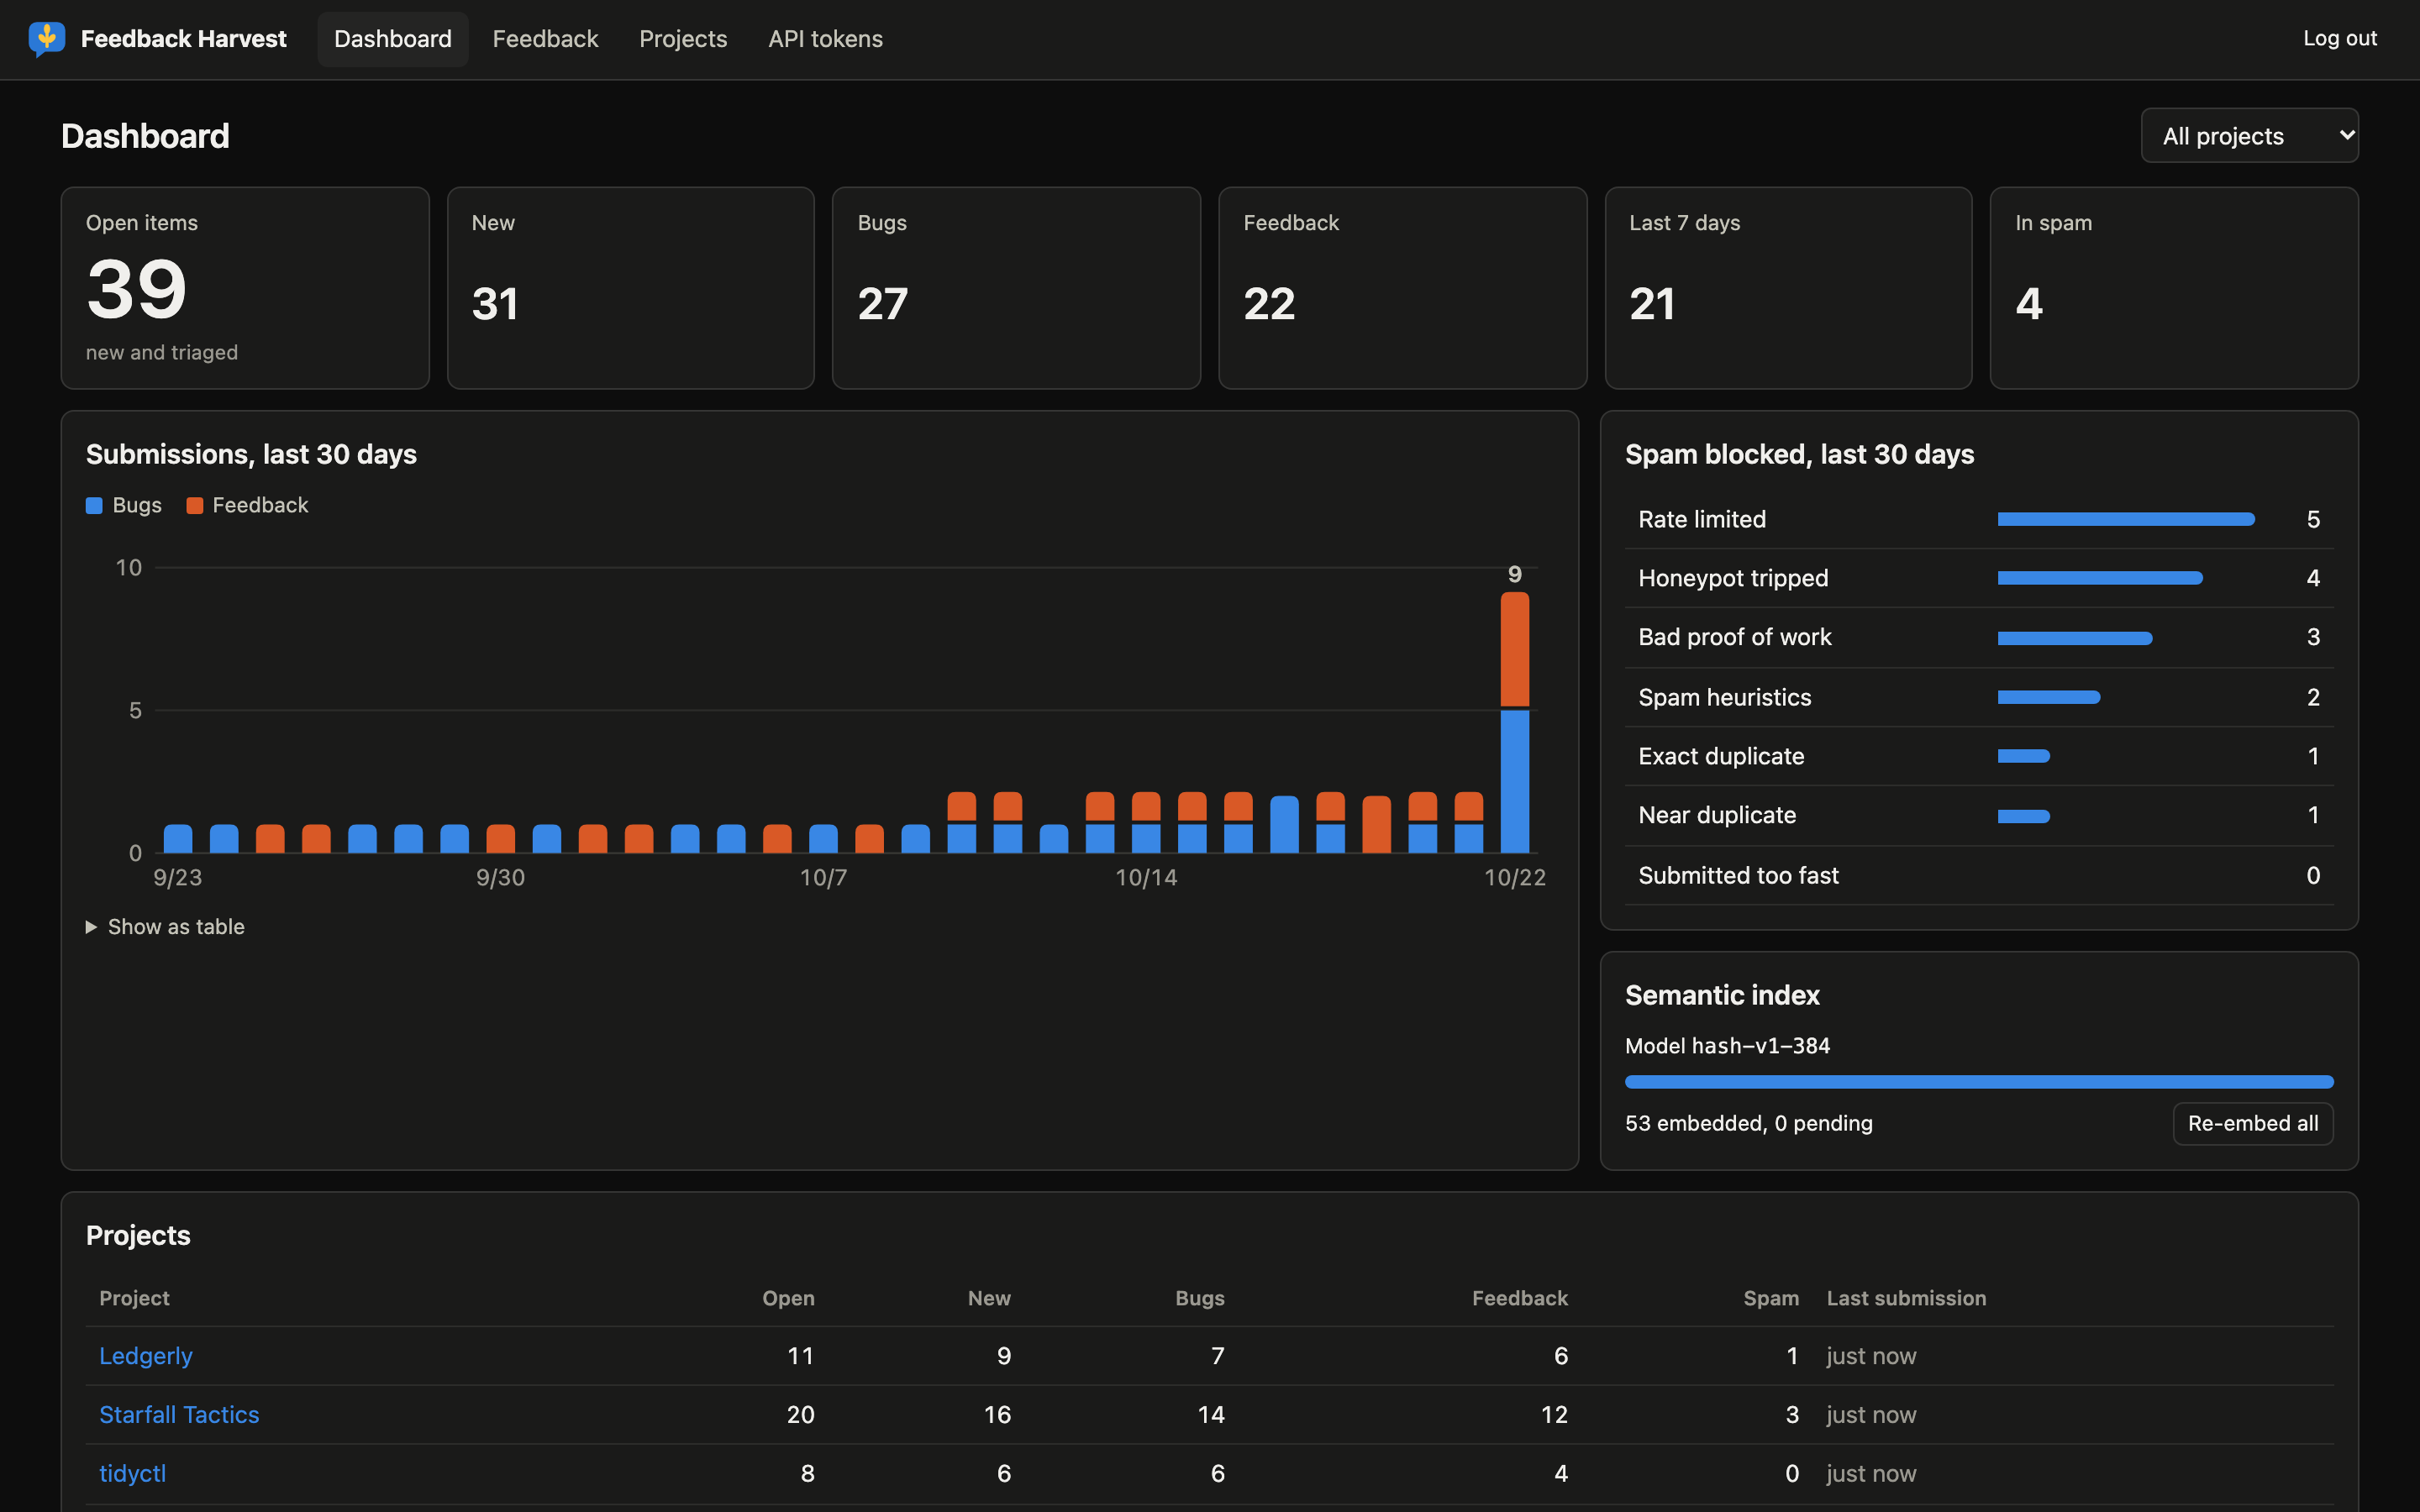 Feedback Harvest Dashboard Feedback Projects API tokens Log out
Dashboard All projects
Open items New Bugs Feedback Last 7 days In spam
39 31 27 22 21 4
new and triaged
Submissions, last 30 days
Bugs Feedback
10
9
5
0
9/23 9/30 10/7 10/14 10/22
Show as table
Spam blocked, last 30 days
Rate limited 5
Honeypot tripped 4
Bad proof of work 3
Spam heuristics 2
Exact duplicate 1
Near duplicate 1
Submitted too fast 0
Semantic index
Model hash-v1-384
53 embedded, 0 pending Re-embed all
Projects
Project Open New Bugs Feedback Spam Last submission
Ledgerly 11 9 7 6 1 just now
Starfall Tactics 20 16 14 12 3 just now
tidyctl 8 6 6 4 0 just now